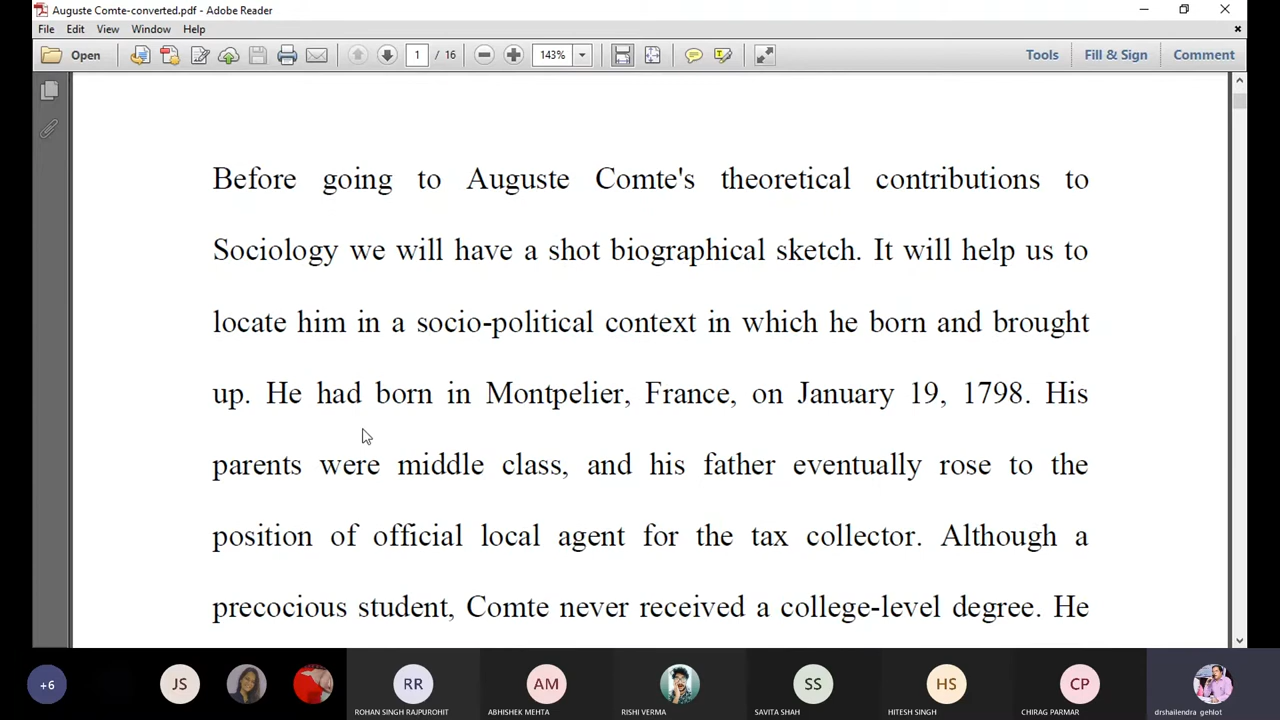 Auguste Comte-converted.pdf - Adobe Reader
File Edit View Window Help
Open 1 / 16 143% Tools Fill & Sign Comment
Before going to Auguste Comte's theoretical contributions to
Sociology we will have a shot biographical sketch. It will help us to
locate him in a socio-political context in which he born and brought
up. He had born in Montpelier, France, on January 19, 1798. His
parents were middle class, and his father eventually rose to the
position of official local agent for the tax collector. Although a
precocious student, Comte never received a college-level degree. He
+6 JS RR AM SS HS CP
ROHAN SINGH RAJPUROHIT ABHISHEK MEHTA RISHI VERMA SAVITA SHAH HITESH SINGH CHIRAG PARMAR drshailendra gehlot